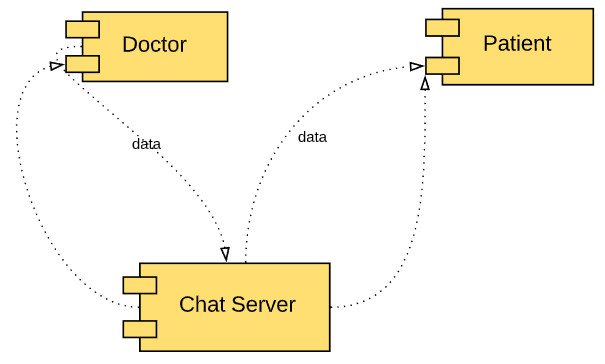 Doctor
Patient
data
data
Chat Server